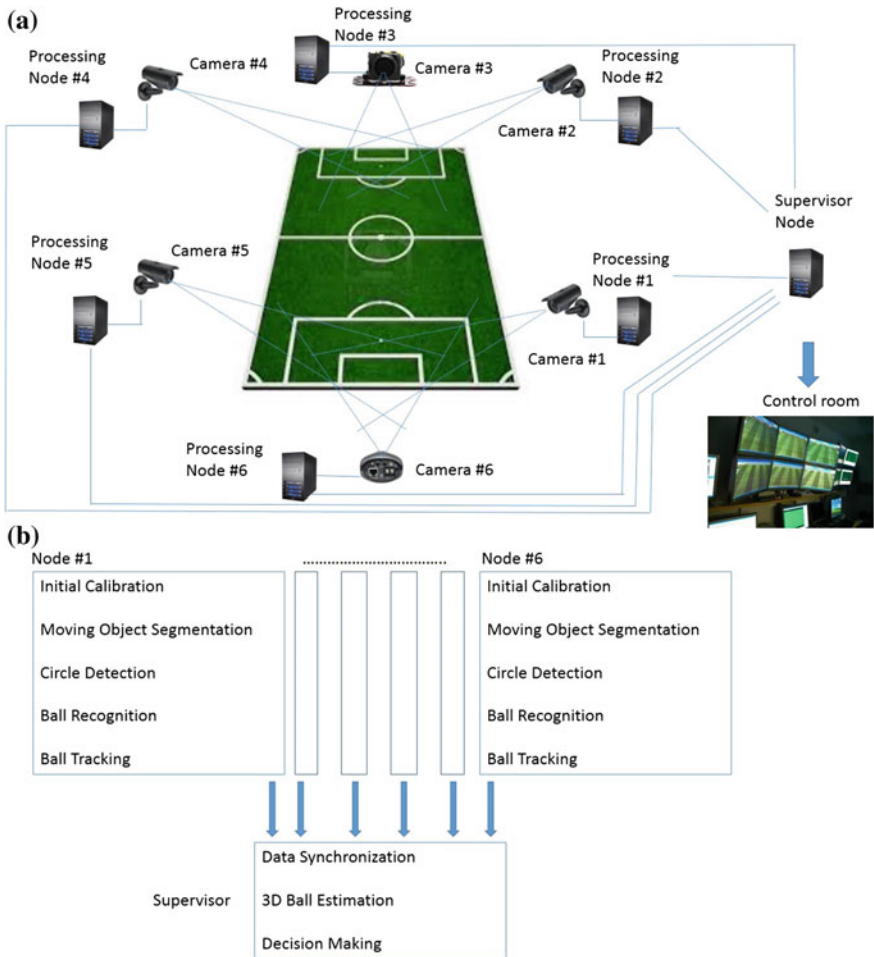 (a)
Processing
Node #3
Processing
Node #4
Camera #4
Camera #3
Processing
Node #2
Camera #2
Supervisor
Node
Processing
Node #5
Camera #5
Processing
Node #1
Camera #1
Control room
Processing
Node #6
Camera #6
(b)
Node #1
Node #6
Initial Calibration
Moving Object Segmentation
Circle Detection
Ball Recognition
Ball Tracking
Initial Calibration
Moving Object Segmentation
Circle Detection
Ball Recognition
Ball Tracking
Supervisor
Data Synchronization
3D Ball Estimation
Decision Making